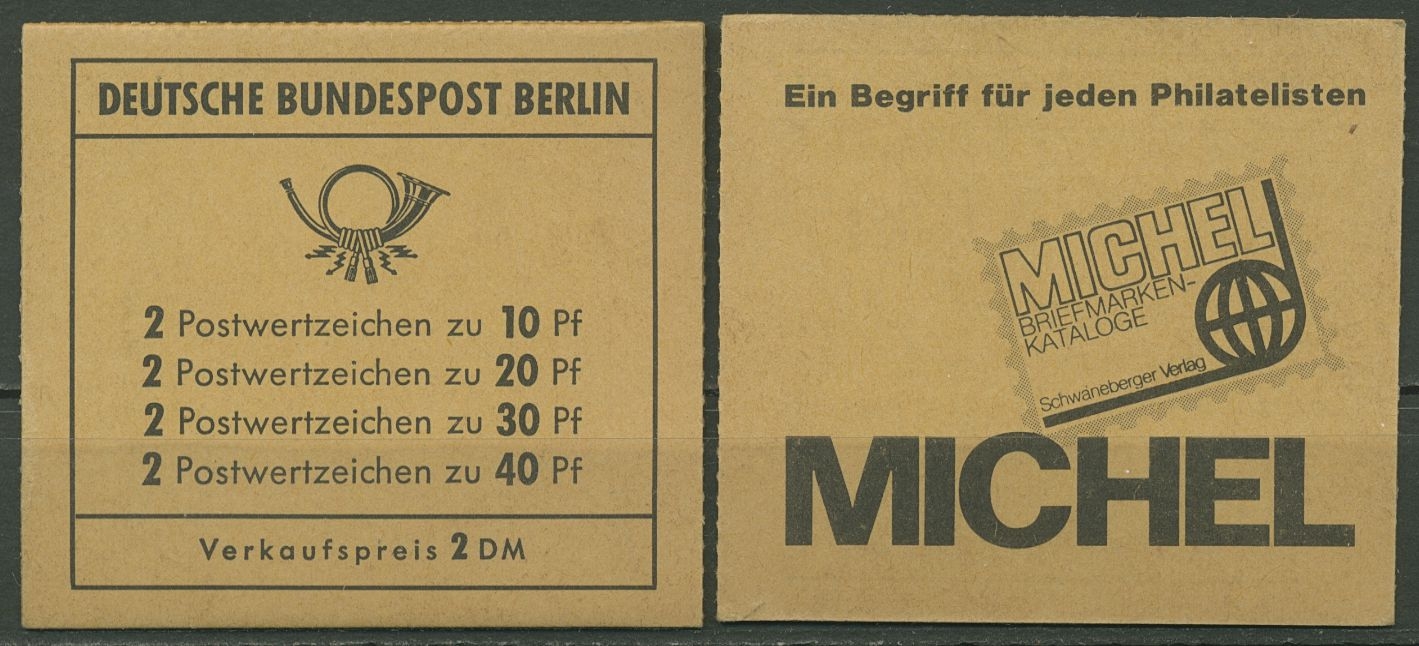 DEUTSCHE BUNDESPOST BERLIN
2 Postwertzeichen zu 10 Pf
2 Postwertzeichen zu 20 Pf
2 Postwertzeichen zu 30 Pf
2 Postwertzeichen zu 40 Pf
Verkaufspreis 2 DM
Ein Begriff für jeden Philatelisten
MICHEL
BRIEFMARKEN-
KATALOGE
Schwaneberger Verlag
MICHEL